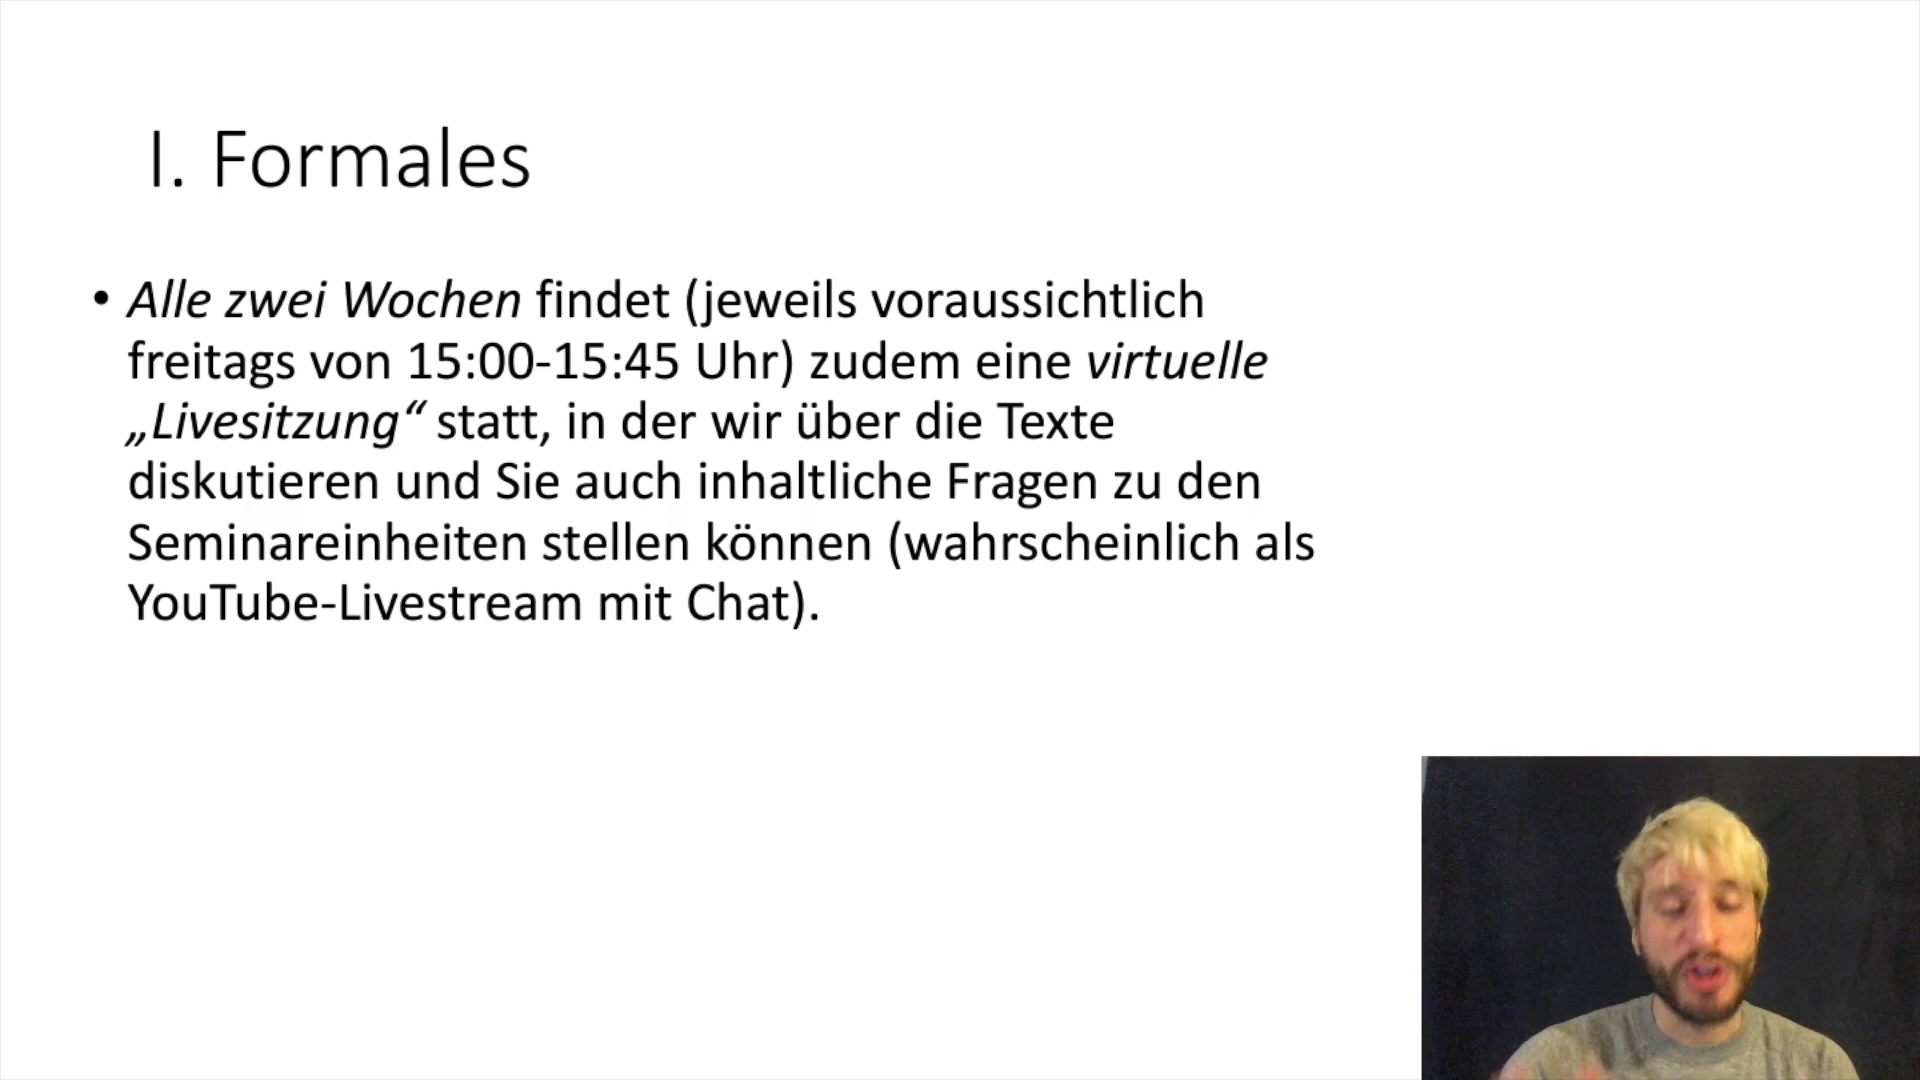 I. Formales
• Alle zwei Wochen findet (jeweils voraussichtlich
freitags von 15:00-15:45 Uhr) zudem eine virtuelle
„Livesitzung“ statt, in der wir über die Texte
diskutieren und Sie auch inhaltliche Fragen zu den
Seminareinheiten stellen können (wahrscheinlich als
YouTube-Livestream mit Chat).